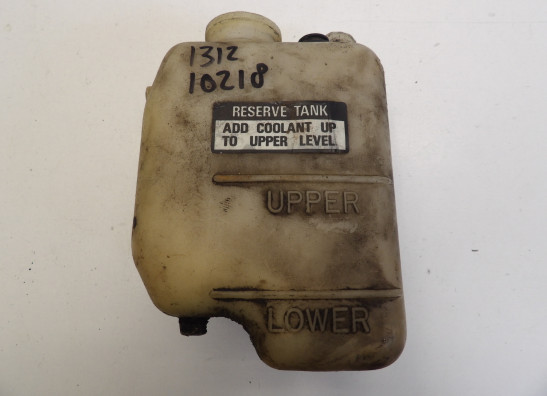 1312
10218
RESERVE TANK
ADD COOLANT UP
TO UPPER LEVEL
UPPER
LOWER